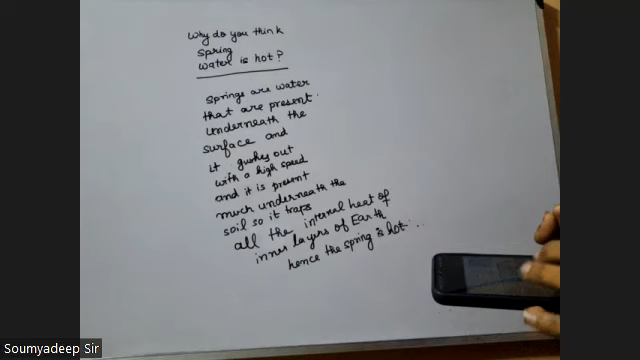 Why do you think
Spring
water is hot?
Springs are water
that are present.
underneath the
surface and
it gushes out
with a high speed
and it is present
much underneath the
soil so it traps
all the internal heat of
inner layers of Earth
hence the spring is hot...
Soumyadeep Sir